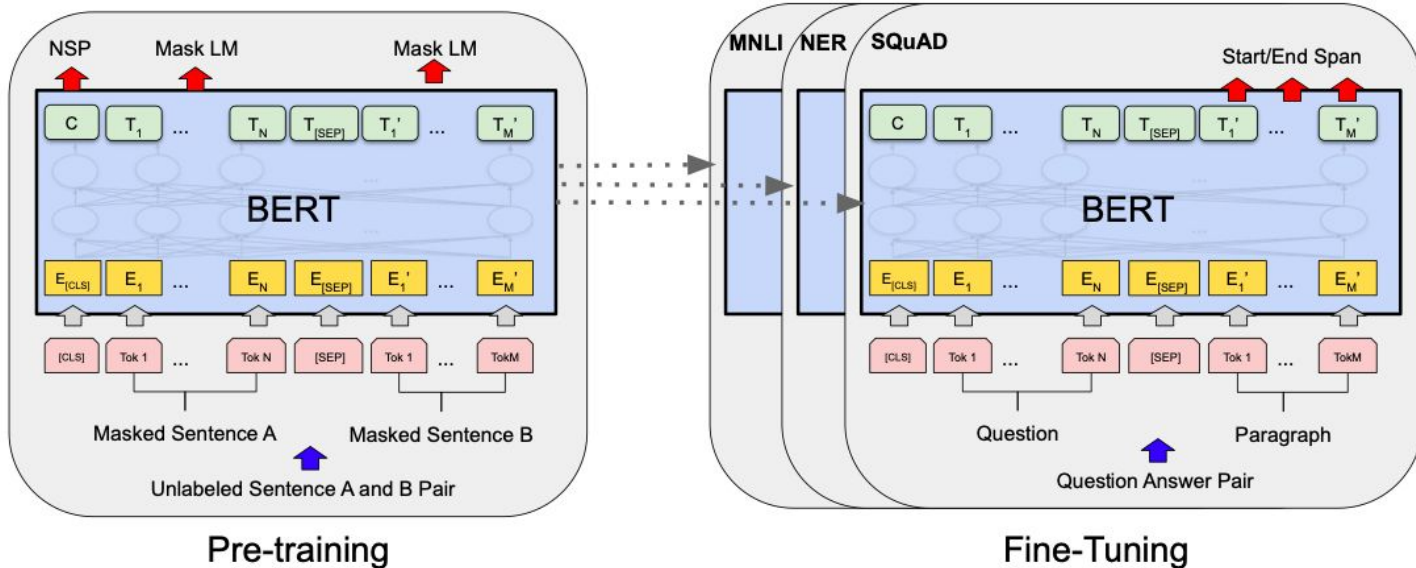 NSP Mask LM Mask LM
C T1 ... TN T[SEP] T1' ... TM'
BERT
E[CLS] E1 ... EN E[SEP] E1' ... EM'
[CLS] Tok 1 ... Tok N [SEP] Tok 1 ... TokM
Masked Sentence A Masked Sentence B
Unlabeled Sentence A and B Pair
Pre-training
MNLI NER SQuAD
Start/End Span
C T1 ... TN T[SEP] T1' ... TM'
BERT
E[CLS] E1 ... EN E[SEP] E1' ... EM'
[CLS] Tok 1 ... Tok N [SEP] Tok 1 ... TokM
Question Paragraph
Question Answer Pair
Fine-Tuning